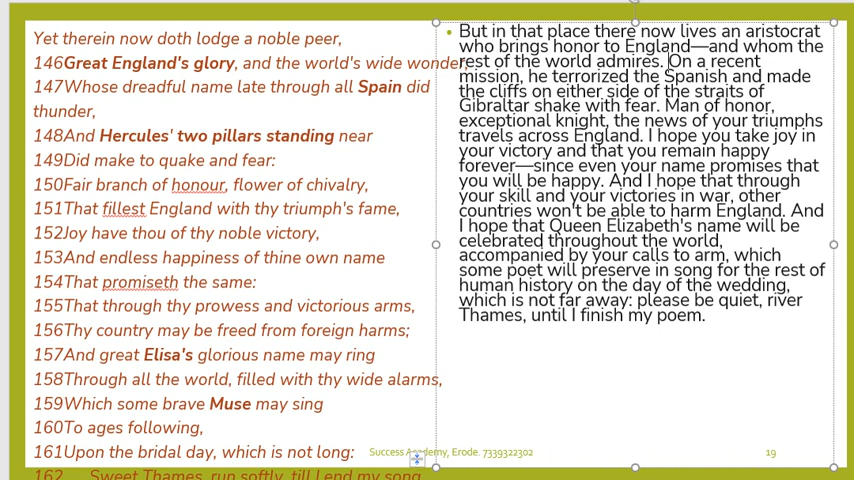 Yet therein now doth lodge a noble peer,
146Great England's glory, and the world's wide wonder,
147Whose dreadful name late through all Spain did
thunder,
148And Hercules' two pillars standing near
149Did make to quake and fear:
150Fair branch of honour, flower of chivalry,
151That fillest England with thy triumph's fame,
152Joy have thou of thy noble victory,
153And endless happiness of thine own name
154That promiseth the same:
155That through thy prowess and victorious arms,
156Thy country may be freed from foreign harms;
157And great Elisa's glorious name may ring
158Through all the world, filled with thy wide alarms,
159Which some brave Muse may sing
160To ages following,
161Upon the bridal day, which is not long:
162 Sweet Thames, run softly, till I end my song
• But in that place there now lives an aristocrat
who brings honor to England—and whom the
rest of the world admires. On a recent
mission, he terrorized the Spanish and made
the cliffs on either side of the straits of
Gibraltar shake with fear. Man of honor,
exceptional knight, the news of your triumphs
travels across England. I hope you take joy in
your victory and that you remain happy
forever—since even your name promises that
you will be happy. And I hope that through
your skill and your victories in war, other
countries won't be able to harm England. And
I hope that Queen Elizabeth's name will be
celebrated throughout the world,
accompanied by your calls to arm, which
some poet will preserve in song for the rest of
human history on the day of the wedding,
which is not far away: please be quiet, river
Thames, until I finish my poem.
Success Academy, Erode. 7339322302
19